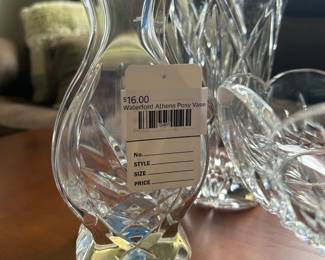 $16.00
Waterford Athens Posy Vase
No.
STYLE
SIZE
PRICE